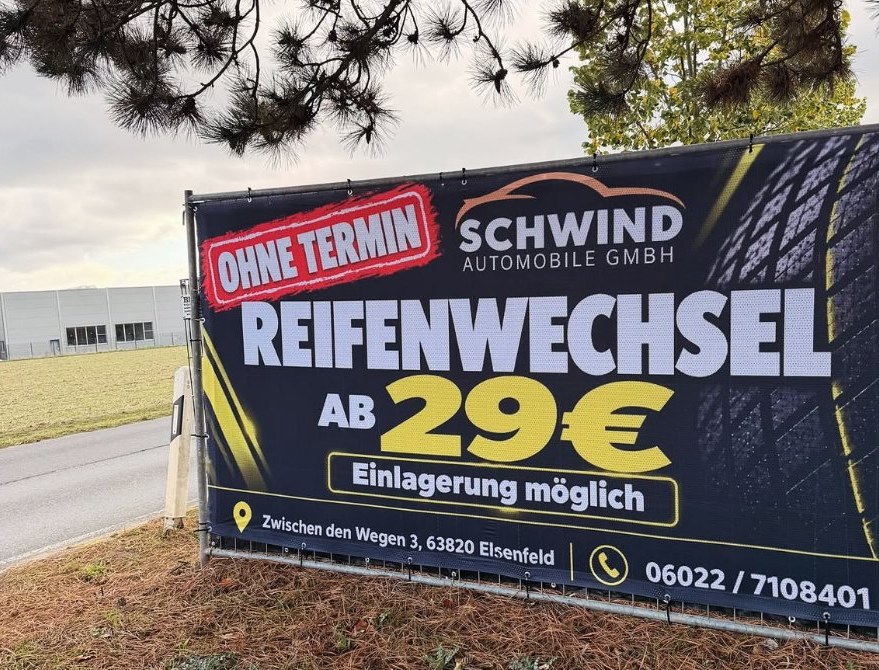 OHNE TERMIN
SCHWIND
AUTOMOBILE GMBH
REIFENWECHSEL
AB 29€
Einlagerung möglich
Zwischen den Wegen 3, 63820 Elsenfeld
06022 / 7108401